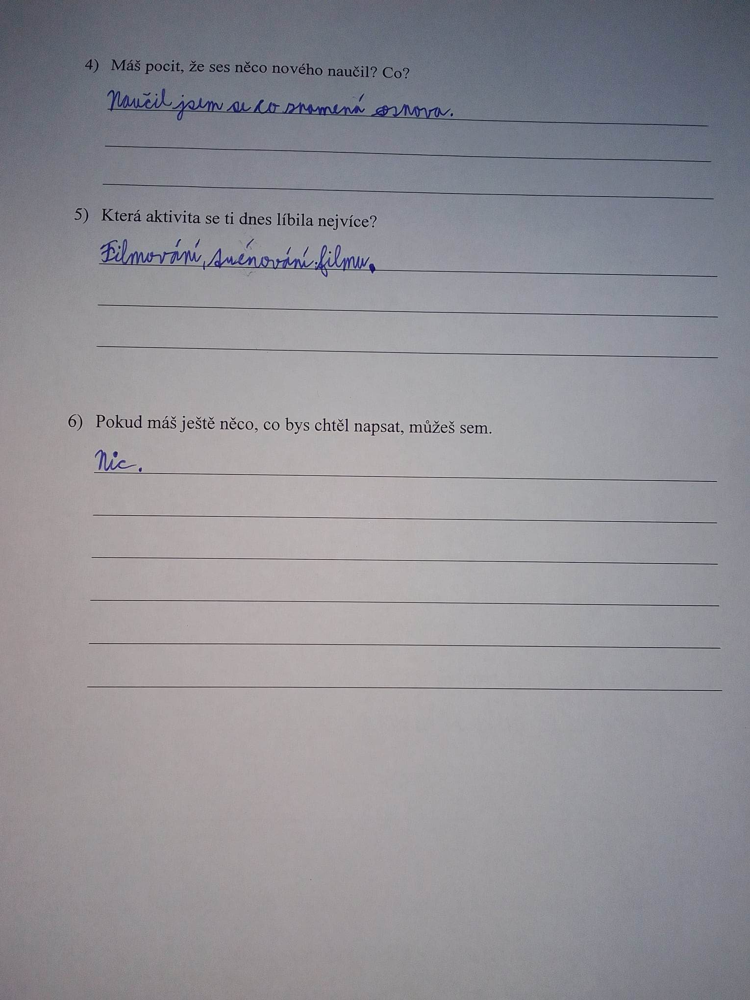 4) Máš pocit, že ses něco nového naučil? Co?
Naučil jsem se co znamená osnova.
5) Která aktivita se ti dnes líbila nejvíce?
Filmování, filmu.
6) Pokud máš ještě něco, co bys chtěl napsat, můžeš sem.
Nic.